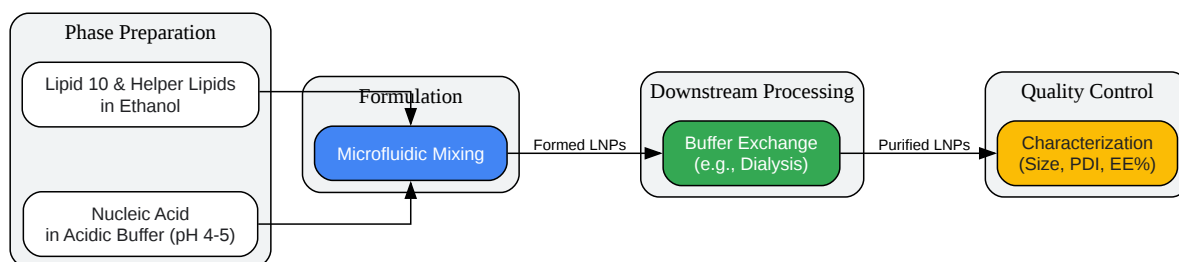 Phase Preparation
Lipid 10 & Helper Lipids
in Ethanol
Nucleic Acid
in Acidic Buffer (pH 4-5)
Formulation
Microfluidic Mixing
Formed LNPs
Downstream Processing
Buffer Exchange
(e.g., Dialysis)
Purified LNPs
Quality Control
Characterization
(Size, PDI, EE%)